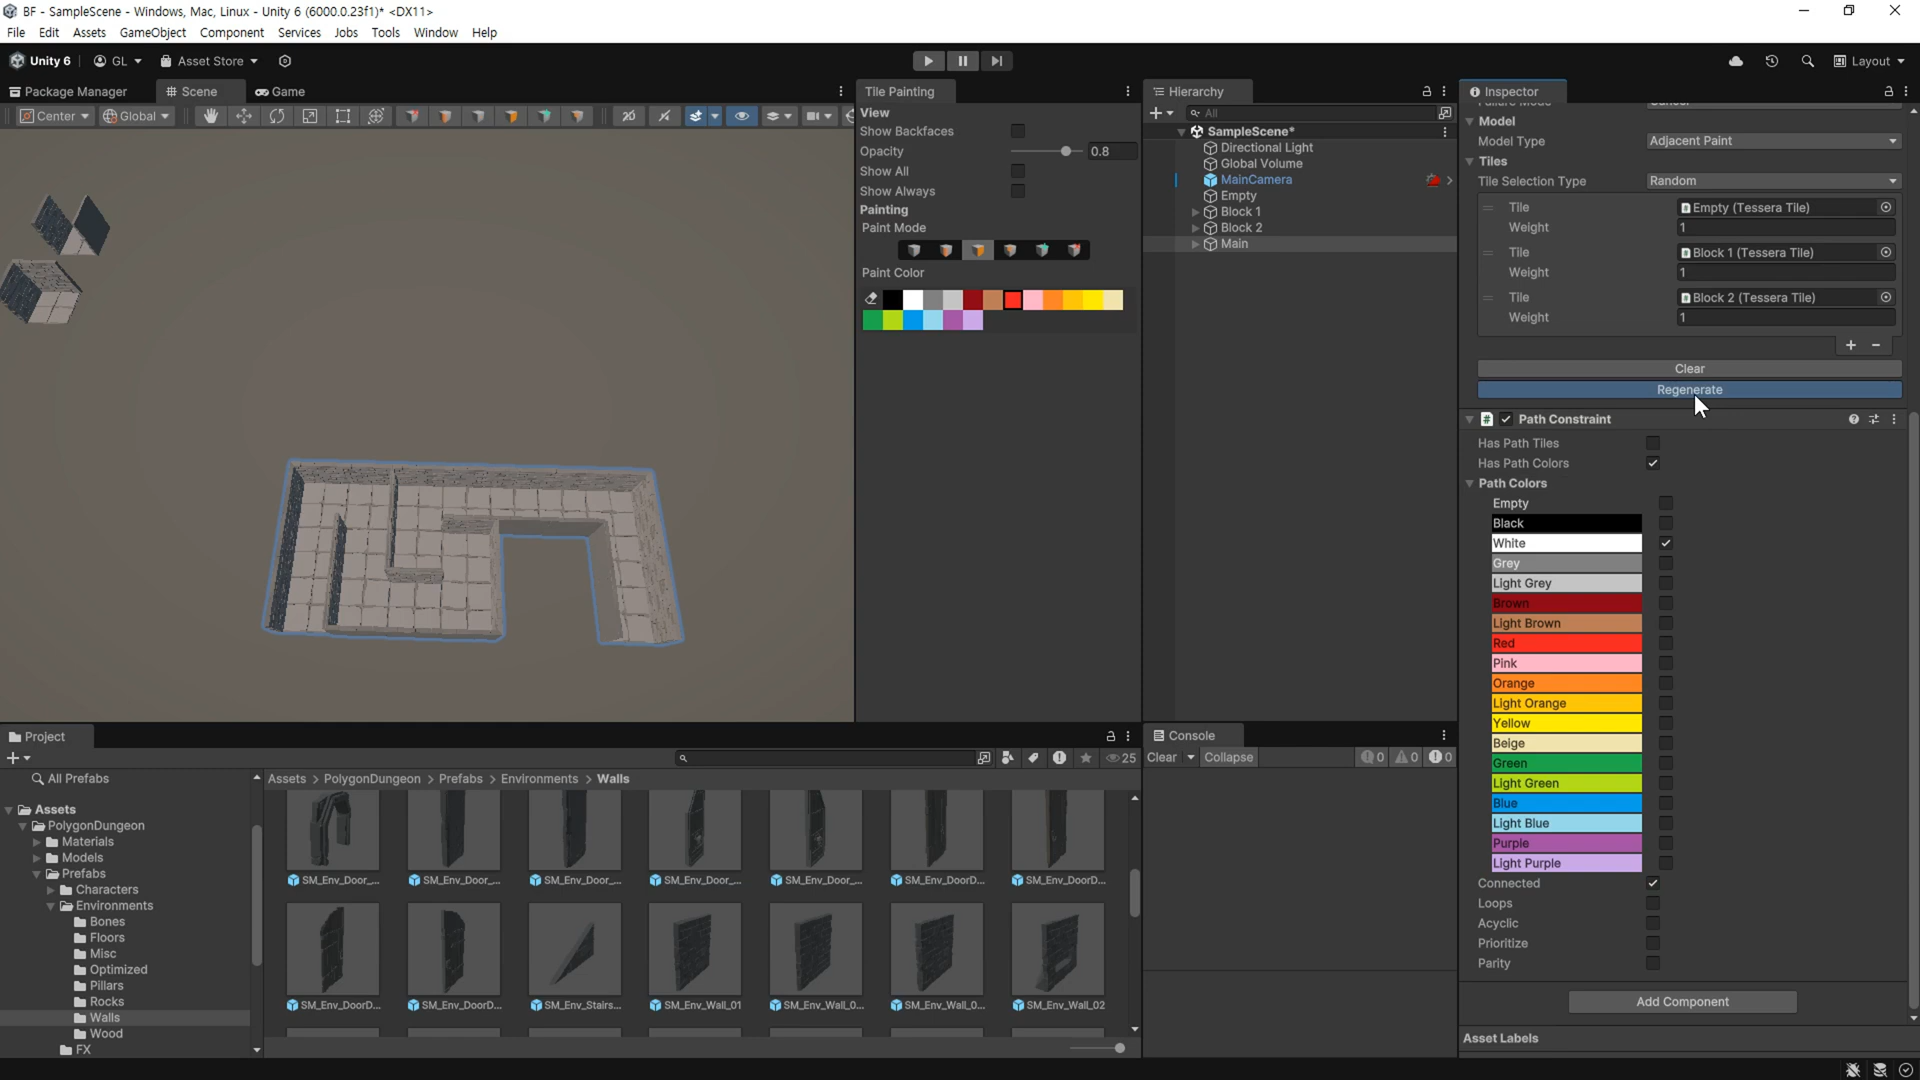 BF - SampleScene - Windows, Mac, Linux - Unity 6 (6000.0.23f1)* <DX11>
File Edit Assets GameObject Component Services Jobs Tools Window Help
Unity 6 GL Asset Store Layout
Package Manager Scene Game
Center Global 2D
Tile Painting
View
Show Backfaces
Opacity 0.8
Show All
Show Always
Painting
Paint Mode
Paint Color
Hierarchy
All
SampleScene*
Directional Light
Global Volume
MainCamera
Empty
Block 1
Block 2
Main
Inspector
Model
Model Type Adjacent Paint
Tiles
Tile Selection Type Random
Tile Empty (Tessera Tile)
Weight 1
Tile Block 1 (Tessera Tile)
Weight 1
Tile Block 2 (Tessera Tile)
Weight 1
Clear
Regenerate
Path Constraint
Has Path Tiles
Has Path Colors
Path Colors
Empty
Black
White
Grey
Light Grey
Brown
Light Brown
Red
Pink
Orange
Light Orange
Yellow
Beige
Green
Light Green
Blue
Light Blue
Purple
Light Purple
Connected
Loops
Acyclic
Prioritize
Parity
Add Component
Asset Labels
Project
25
All Prefabs
Assets
PolygonDungeon
Materials
Models
Prefabs
Characters
Environments
Bones
Floors
Misc
Optimized
Pillars
Rocks
Walls
Wood
FX
Assets > PolygonDungeon > Prefabs > Environments > Walls
SM_Env_Door_... SM_Env_Door_... SM_Env_Door_... SM_Env_Door_... SM_Env_Door_... SM_Env_DoorD... SM_Env_DoorD...
SM_Env_DoorD... SM_Env_DoorD... SM_Env_Stairs... SM_Env_Wall_01 SM_Env_Wall_0... SM_Env_Wall_0... SM_Env_Wall_02
Console
Clear Collapse 0 0 0